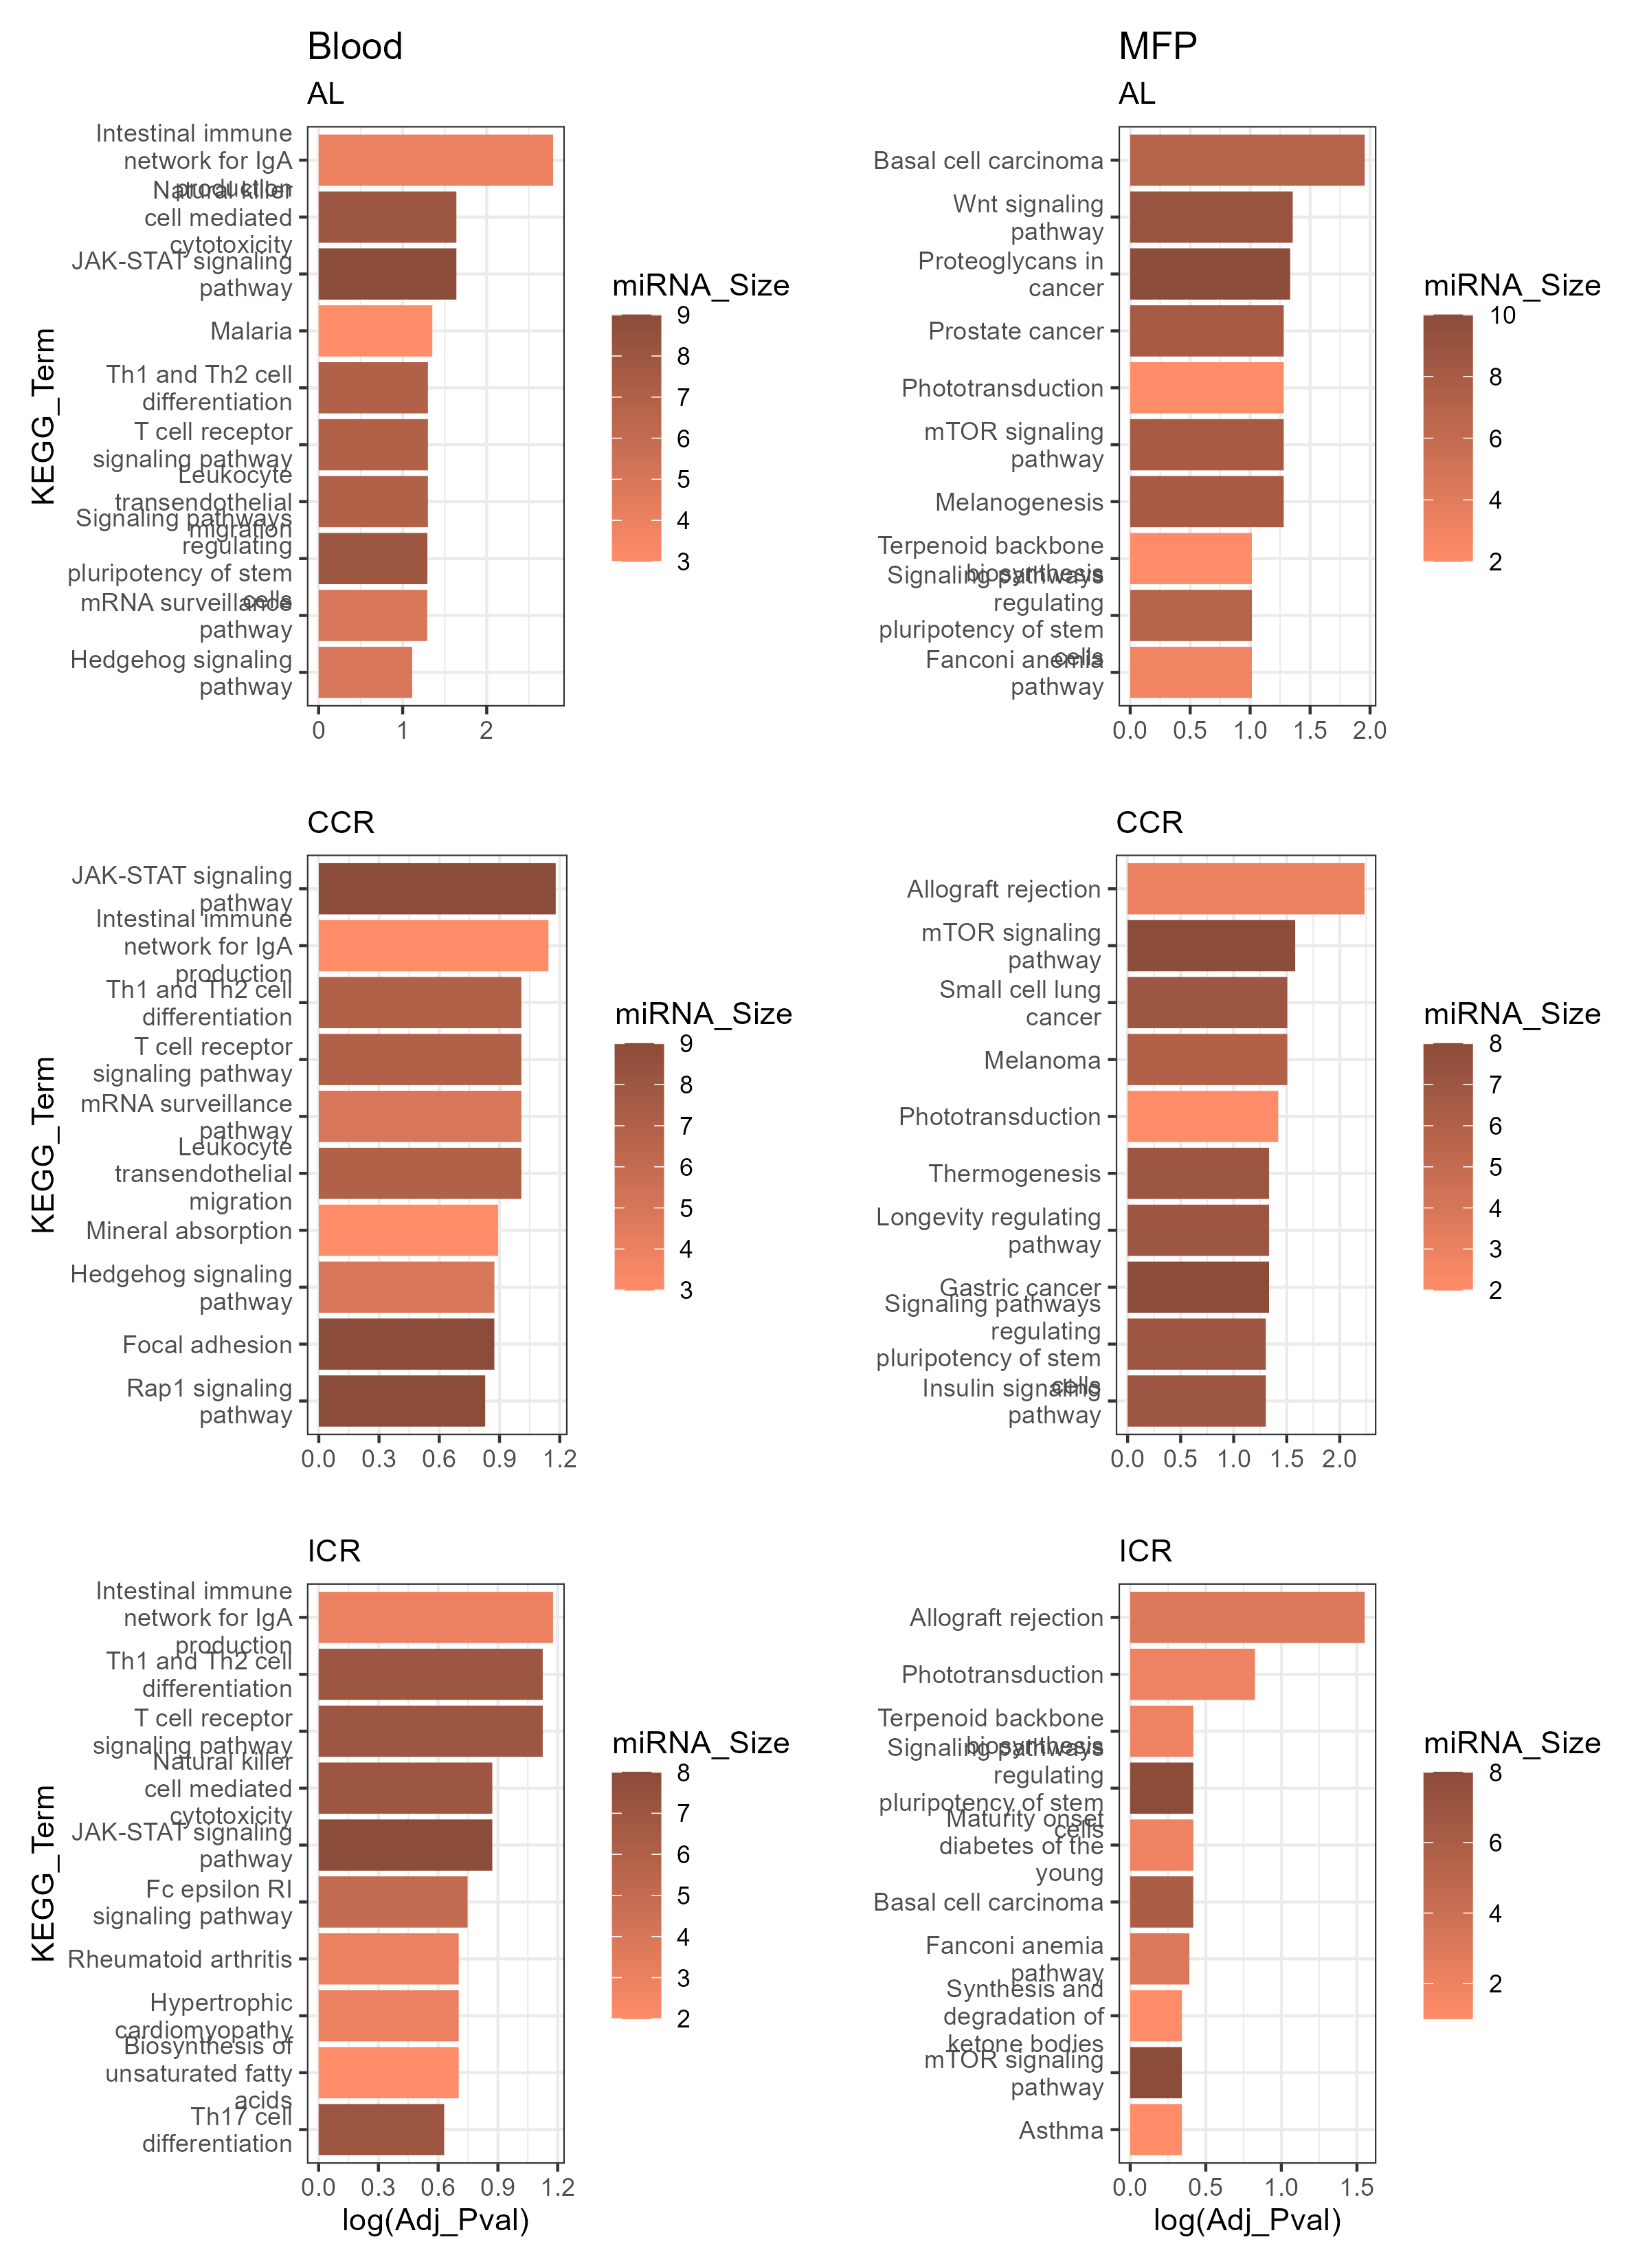 Blood
AL
KEGG_Term
Intestinal immune
network for IgA
production
Natural killer
cell mediated
cytotoxicity
JAK-STAT signaling
pathway
Malaria
Th1 and Th2 cell
differentiation
T cell receptor
signaling pathway
Leukocyte
transendothelial
migration
Signaling pathways
regulating
pluripotency of stem
cells
mRNA surveillance
pathway
Hedgehog signaling
pathway
0 1 2
miRNA_Size
9
8
7
6
5
4
3
MFP
AL
Basal cell carcinoma
Wnt signaling
pathway
Proteoglycans in
cancer
Prostate cancer
Phototransduction
mTOR signaling
pathway
Melanogenesis
Terpenoid backbone
biosynthesis
Signaling pathways
regulating
pluripotency of stem
cells
Fanconi anemia
pathway
0.0 0.5 1.0 1.5 2.0
miRNA_Size
10
8
6
4
2
CCR
KEGG_Term
JAK-STAT signaling
pathway
Intestinal immune
network for IgA
production
Th1 and Th2 cell
differentiation
T cell receptor
signaling pathway
mRNA surveillance
pathway
Leukocyte
transendothelial
migration
Mineral absorption
Hedgehog signaling
pathway
Focal adhesion
Rap1 signaling
pathway
0.0 0.3 0.6 0.9 1.2
miRNA_Size
9
8
7
6
5
4
3
CCR
Allograft rejection
mTOR signaling
pathway
Small cell lung
cancer
Melanoma
Phototransduction
Thermogenesis
Longevity regulating
pathway
Gastric cancer
Signaling pathways
regulating
pluripotency of stem
cells
Insulin signaling
pathway
0.0 0.5 1.0 1.5 2.0
miRNA_Size
8
7
6
5
4
3
2
ICR
KEGG_Term
Intestinal immune
network for IgA
production
Th1 and Th2 cell
differentiation
T cell receptor
signaling pathway
Natural killer
cell mediated
cytotoxicity
JAK-STAT signaling
pathway
Fc epsilon RI
signaling pathway
Rheumatoid arthritis
Hypertrophic
cardiomyopathy
Biosynthesis of
unsaturated fatty
acids
Th17 cell
differentiation
0.0 0.3 0.6 0.9 1.2
log(Adj_Pval)
miRNA_Size
8
7
6
5
4
3
2
ICR
Allograft rejection
Phototransduction
Terpenoid backbone
biosynthesis
Signaling pathways
regulating
pluripotency of stem
cells
Maturity onset
diabetes of the
young
Basal cell carcinoma
Fanconi anemia
pathway
Synthesis and
degradation of
ketone bodies
mTOR signaling
pathway
Asthma
0.0 0.5 1.0 1.5
log(Adj_Pval)
miRNA_Size
8
6
4
2